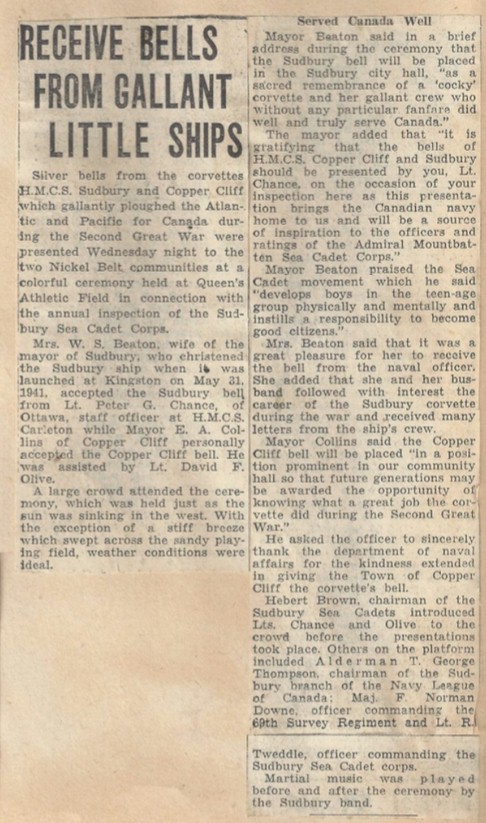 RECEIVE BELLS
FROM GALLANT
LITTLE SHIPS
Silver bells from the corvettes
H.M.C.S. Sudbury and Copper Cliff
which gallantly ploughed the Atlan-
tic and Pacific for Canada dur-
ing the Second Great War were
presented Wednesday night to the
two Nickel Belt communities at a
colorful ceremony held at Queen's
Athletic Field in connection with
the annual inspection of the Sud-
bury Sea Cadet Corps.
Mrs. W. S. Beaton, wife of the
mayor of Sudbury, who christened
the Sudbury ship when it was
launched at Kingston on May 31,
1941, accepted the Sudbury bell
from Lt. Peter G. Chance, of
Ottawa, staff officer at H.M.C.S.
Carleton while Mayor E. A. Col-
lins of Copper Cliff personally
accepted the Copper Cliff bell. He
was assisted by Lt. David F.
Olive.
A large crowd attended the cere-
mony, which was held just as the
sun was sinking in the west. With
the exception of a stiff breeze
which swept across the sandy play-
ing field, weather conditions were
ideal.
Served Canada Well
Mayor Beaton said in a brief
address during the ceremony that
the Sudbury bell will be placed
in the Sudbury city hall, "as a
sacred remembrance of a 'cocky'
corvette and her gallant crew who
without any particular fanfare did
well and truly serve Canada."
The mayor added that "it is
gratifying that the bells of
H.M.C.S. Copper Cliff and Sudbury
should be presented by you, Lt.
Chance, on the occasion of your
inspection here as this presenta-
tion brings the Canadian navy
home to us and will be a source
of inspiration to the officers and
ratings of the Admiral Mountbat-
ten Sea Cadet Corps."
Mayor Beaton praised the Sea
Cadet movement which he said
"develops boys in the teen-age
group physically and mentally and
instills a responsibility to become
good citizens."
Mrs. Beaton said that it was a
great pleasure for her to receive
the bell from the naval officer.
She added that she and her hus-
band followed with interest the
career of the Sudbury corvette
during the war and received many
letters from the ship's crew.
Mayor Collins said the Copper
Cliff bell will be placed "in a posi-
tion prominent in our community
hall so that future generations may
be awarded the opportunity of
knowing what a great job the cor-
vette did during the Second Great
War."
He asked the officer to sincerely
thank the department of naval
affairs for the kindness extended
in giving the Town of Copper
Cliff the corvette's bell.
Hebert Brown, chairman of the
Sudbury Sea Cadets introduced
Lts. Chance and Olive to the
crowd before the presentations
took place. Others on the platform
included Alderman T. George
Thompson, chairman of the Sud-
bury branch of the Navy League
of Canada; Maj. F. Norman
Downe, officer commanding the
69th Survey Regiment and Lt. R.
Tweddle, officer commanding the
Sudbury Sea Cadet corps.
Martial music was played
before and after the ceremony by
the Sudbury band.